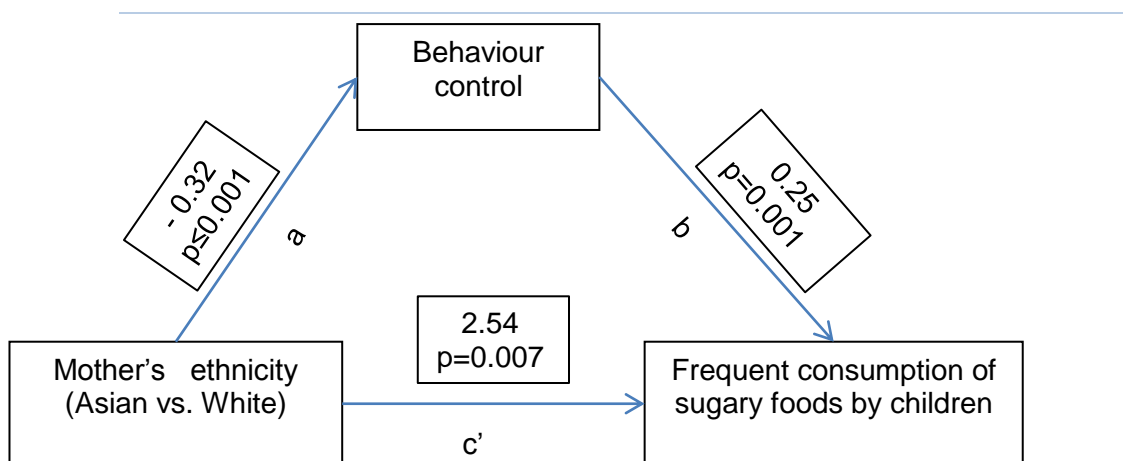 Behaviour
control
- 0.32
p≤0.001
a
0.25
p=0.001
b
2.54
p=0.007
Mother’s ethnicity
(Asian vs. White)
Frequent consumption of
sugary foods by children
c’